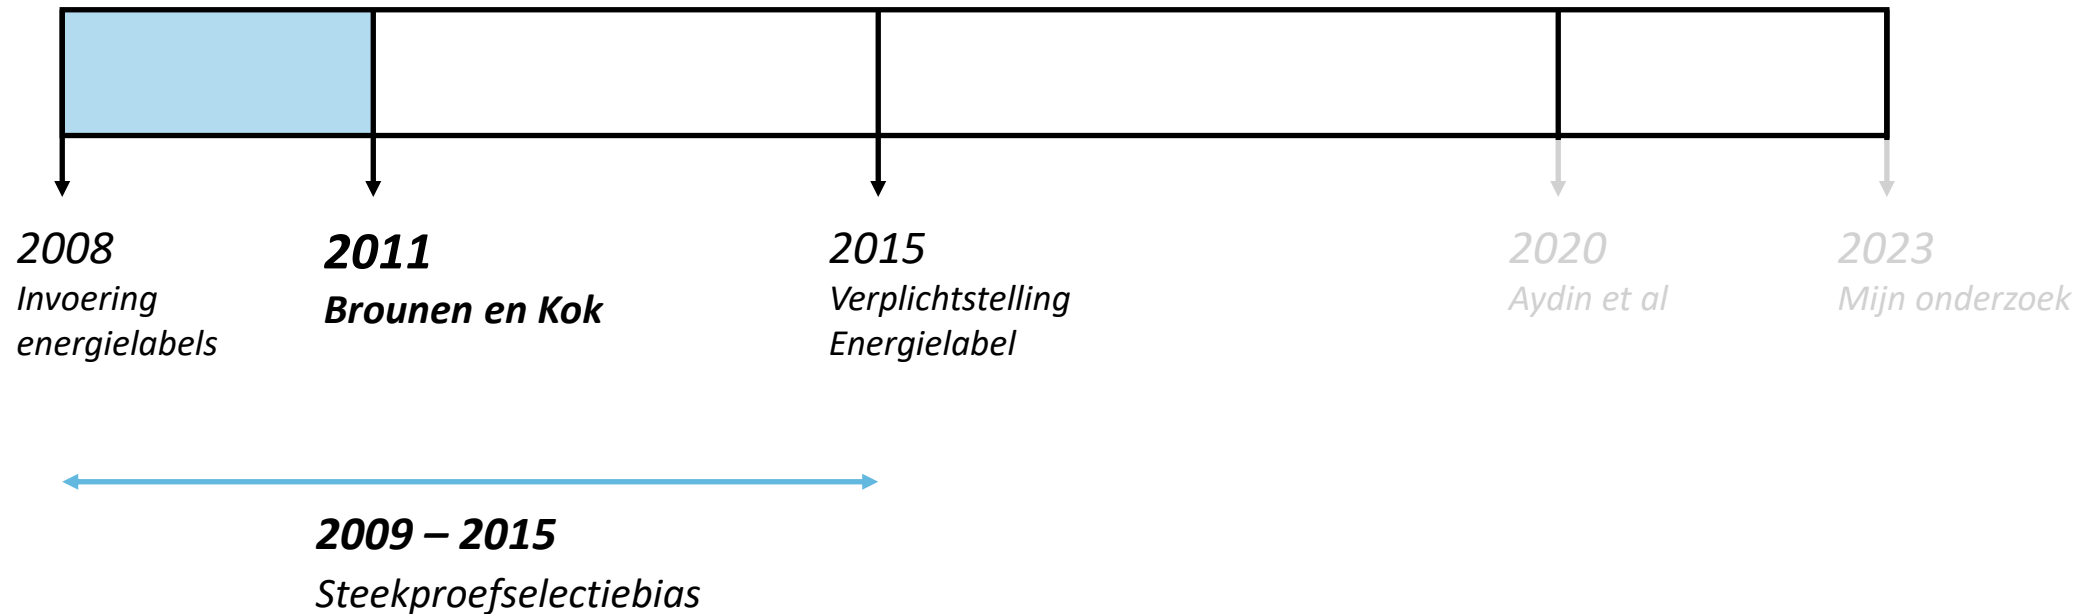 2008
Invoering
energielabels
2011
Brounen en Kok
2015
Verplichtstelling
Energielabel
2020
Aydin et al
2023
Mijn onderzoek
2009 – 2015
Steekproefselectiebias